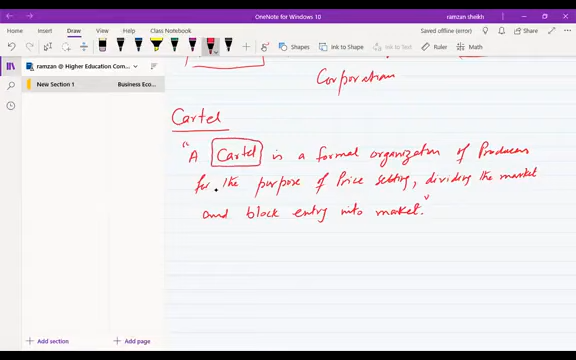 OneNote for Windows 10
ramzan sheikh
Home Insert Draw View Help Class Notebook
Saved offline (error) Share
Shapes Ink to Shape Ink to Text Ruler Math
ramzan @ Higher Education Com...
New Section 1 Business Eco...
Corporation
Cartel
"A Cartel is a formal organization of Producers
for the purpose of Price setting, dividing the market
and block entry into market."
Add section Add page